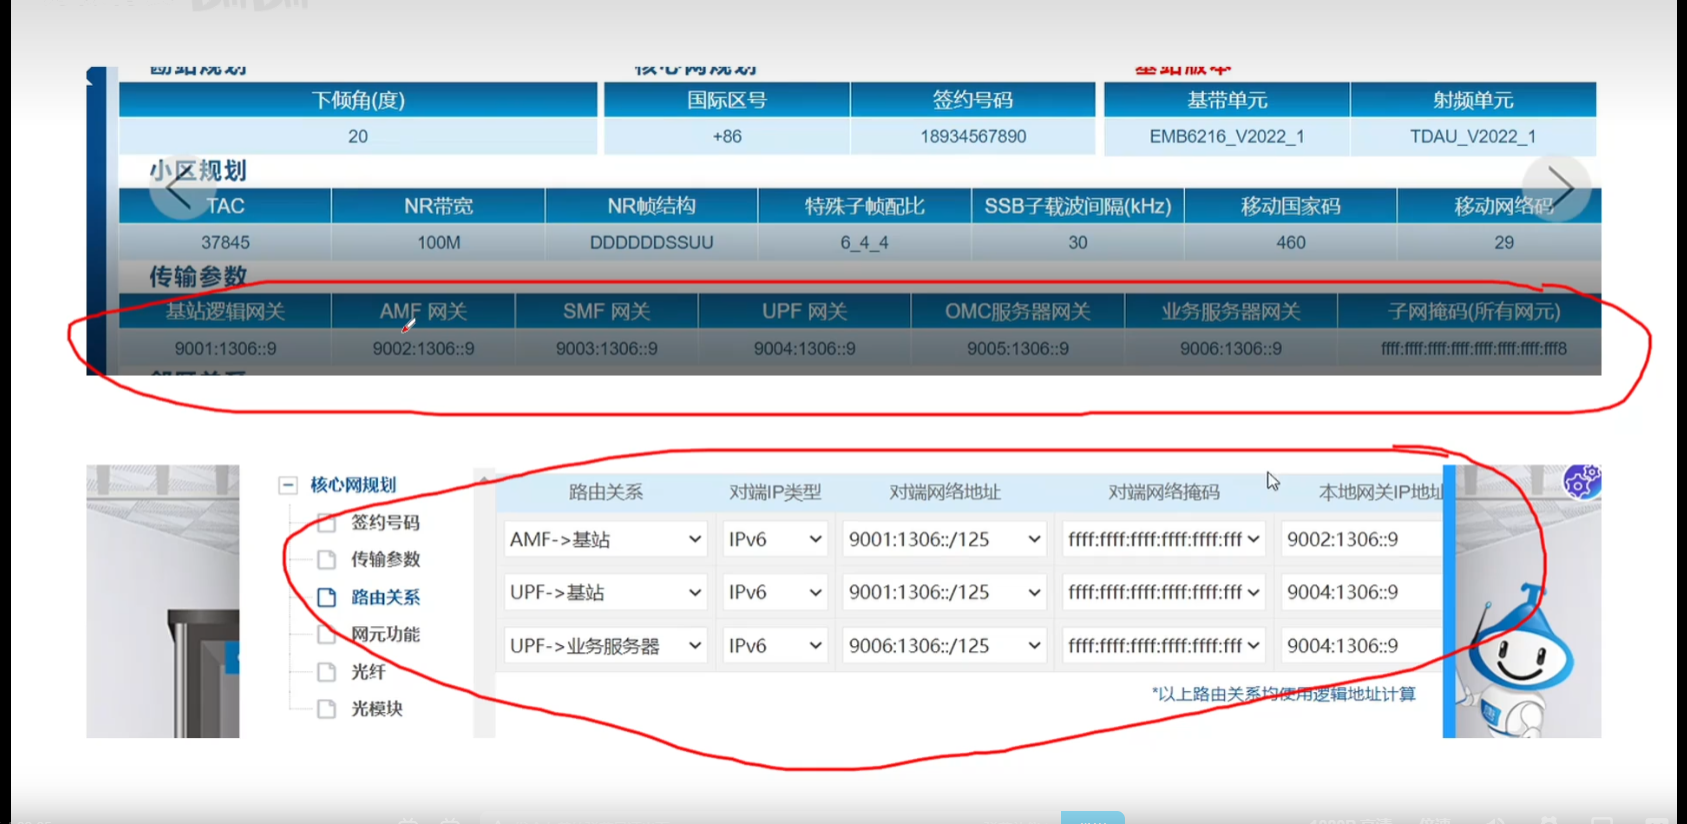 下倾角(度) 国际区号 签约号码 基带单元 射频单元
20 +86 18934567890 EMB6216_V2022_1 TDAU_V2022_1
小区规划
TAC NR带宽 NR帧结构 特殊子帧配比 SSB子载波间隔(kHz) 移动国家码 移动网络码
37845 100M DDDDDDSSUU 6_4_4 30 460 29
传输参数
基站逻辑网关 AMF 网关 SMF 网关 UPF 网关 OMC服务器网关 业务服务器网关 子网掩码(所有网元)
9001:1306::9 9002:1306::9 9003:1306::9 9004:1306::9 9005:1306::9 9006:1306::9 ffff:ffff:ffff:ffff:ffff:ffff:ffff:fff8
核心网规划
签约号码
传输参数
路由关系
网元功能
光纤
光模块
路由关系 对端IP类型 对端网络地址 对端网络掩码 本地网关IP地址
AMF->基站 IPv6 9001:1306::/125 ffff:ffff:ffff:ffff:ffff:fff 9002:1306::9
UPF->基站 IPv6 9001:1306::/125 ffff:ffff:ffff:ffff:ffff:fff 9004:1306::9
UPF->业务服务器 IPv6 9006:1306::/125 ffff:ffff:ffff:ffff:ffff:fff 9004:1306::9
*以上路由关系均使用逻辑地址计算